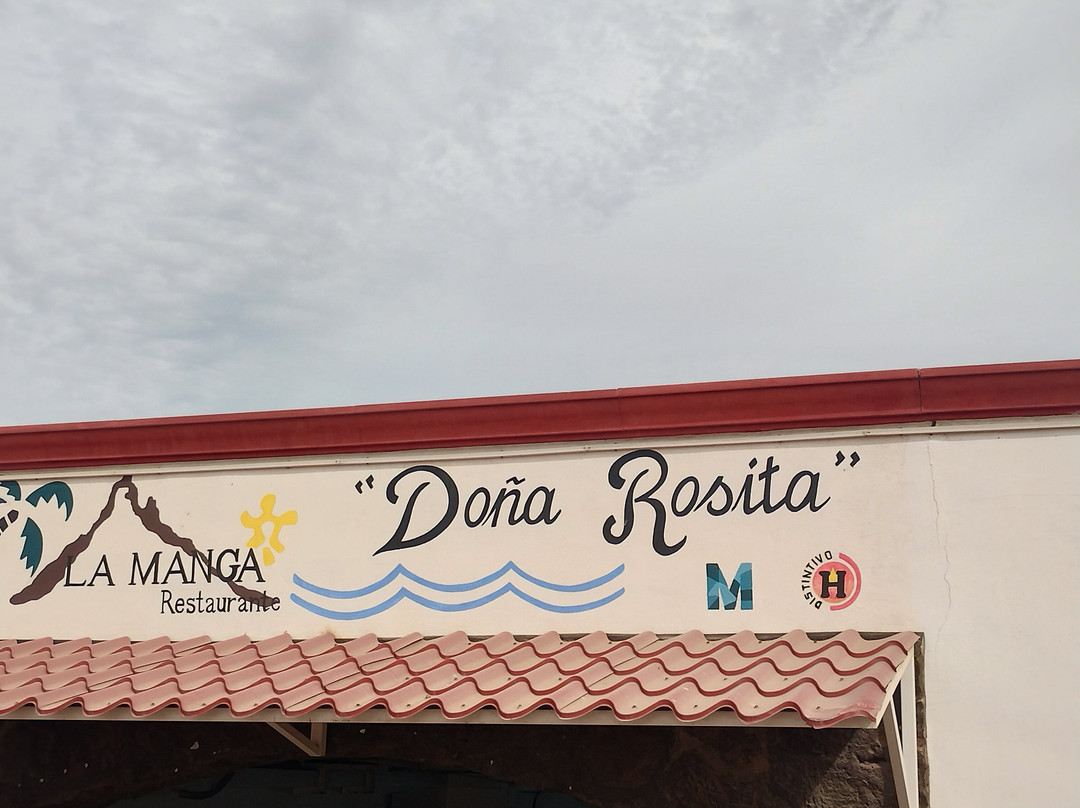 "Doña Rosita"
LA MANGA
Restaurante
M
DISTINTIVO
H